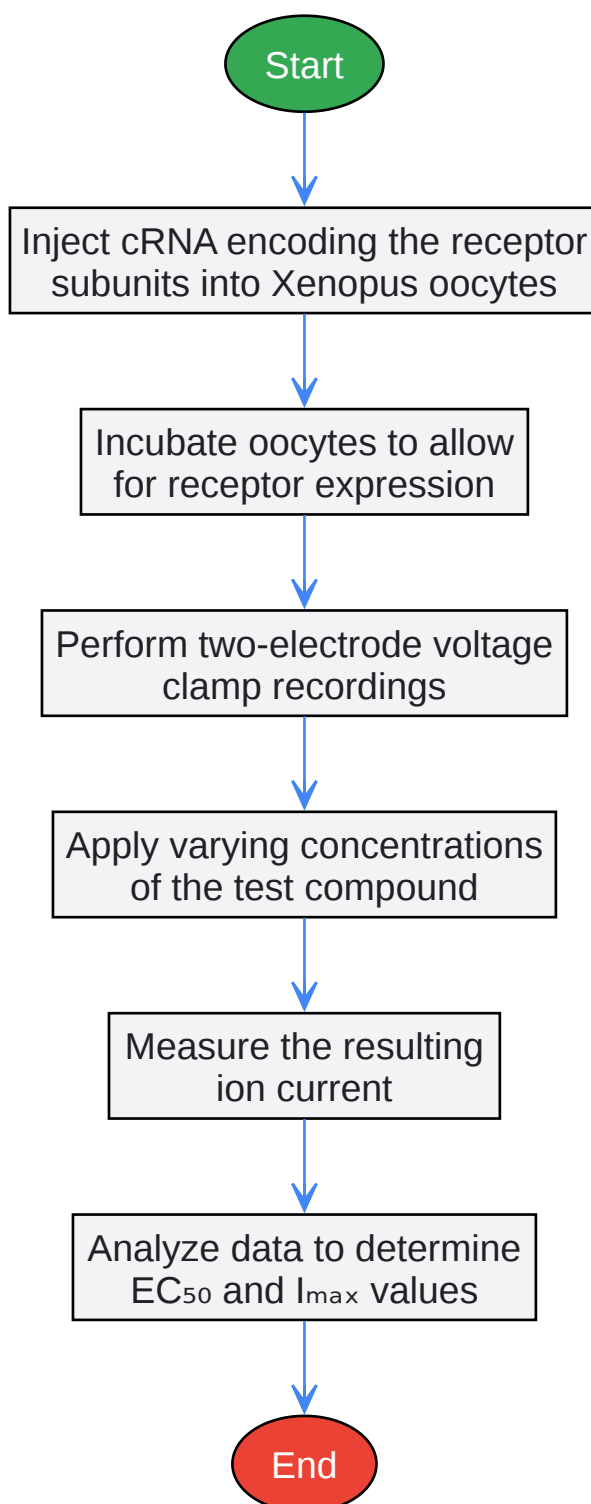 Start
Inject cRNA encoding the receptor
subunits into Xenopus oocytes
Incubate oocytes to allow
for receptor expression
Perform two-electrode voltage
clamp recordings
Apply varying concentrations
of the test compound
Measure the resulting
ion current
Analyze data to determine
EC₅₀ and Iₘₐₓ values
End